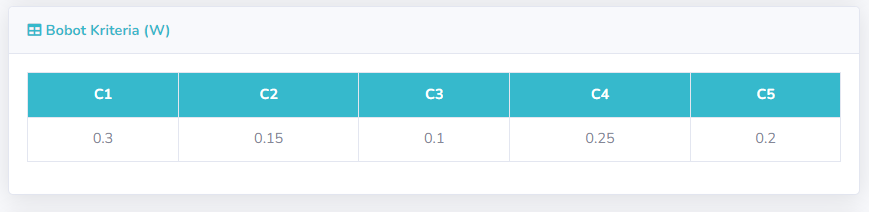 Bobot Kriteria (W)
C1 C2 C3 C4 C5
0.3 0.15 0.1 0.25 0.2